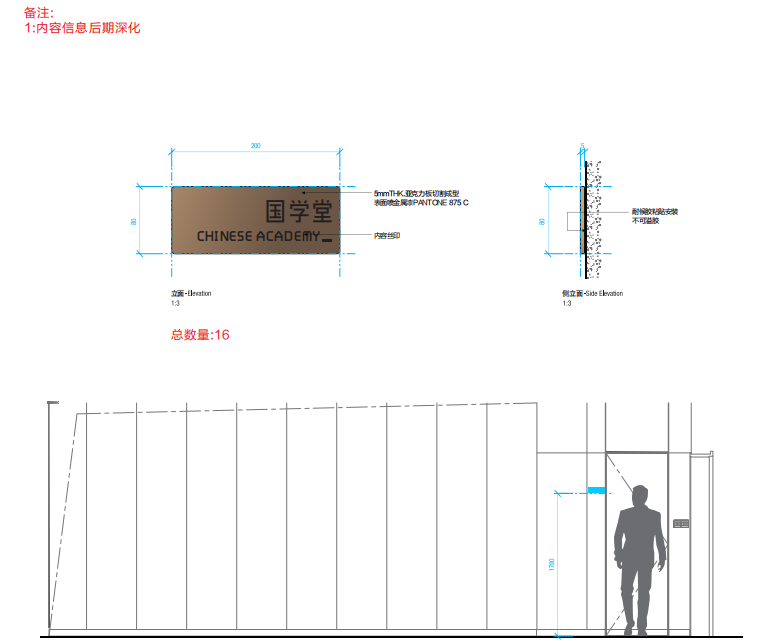 备注:
1:内容信息后期深化
200
5
80
国学堂
CHINESE ACADEMY
5mmTHK.亚克力板切割成型
表面喷金属漆PANTONE 875 C
内容丝印
80
耐候胶粘贴安装
不可溢胶
立面-Elevation
1:3
侧立面-Side Elevation
1:3
总数量:16
1700